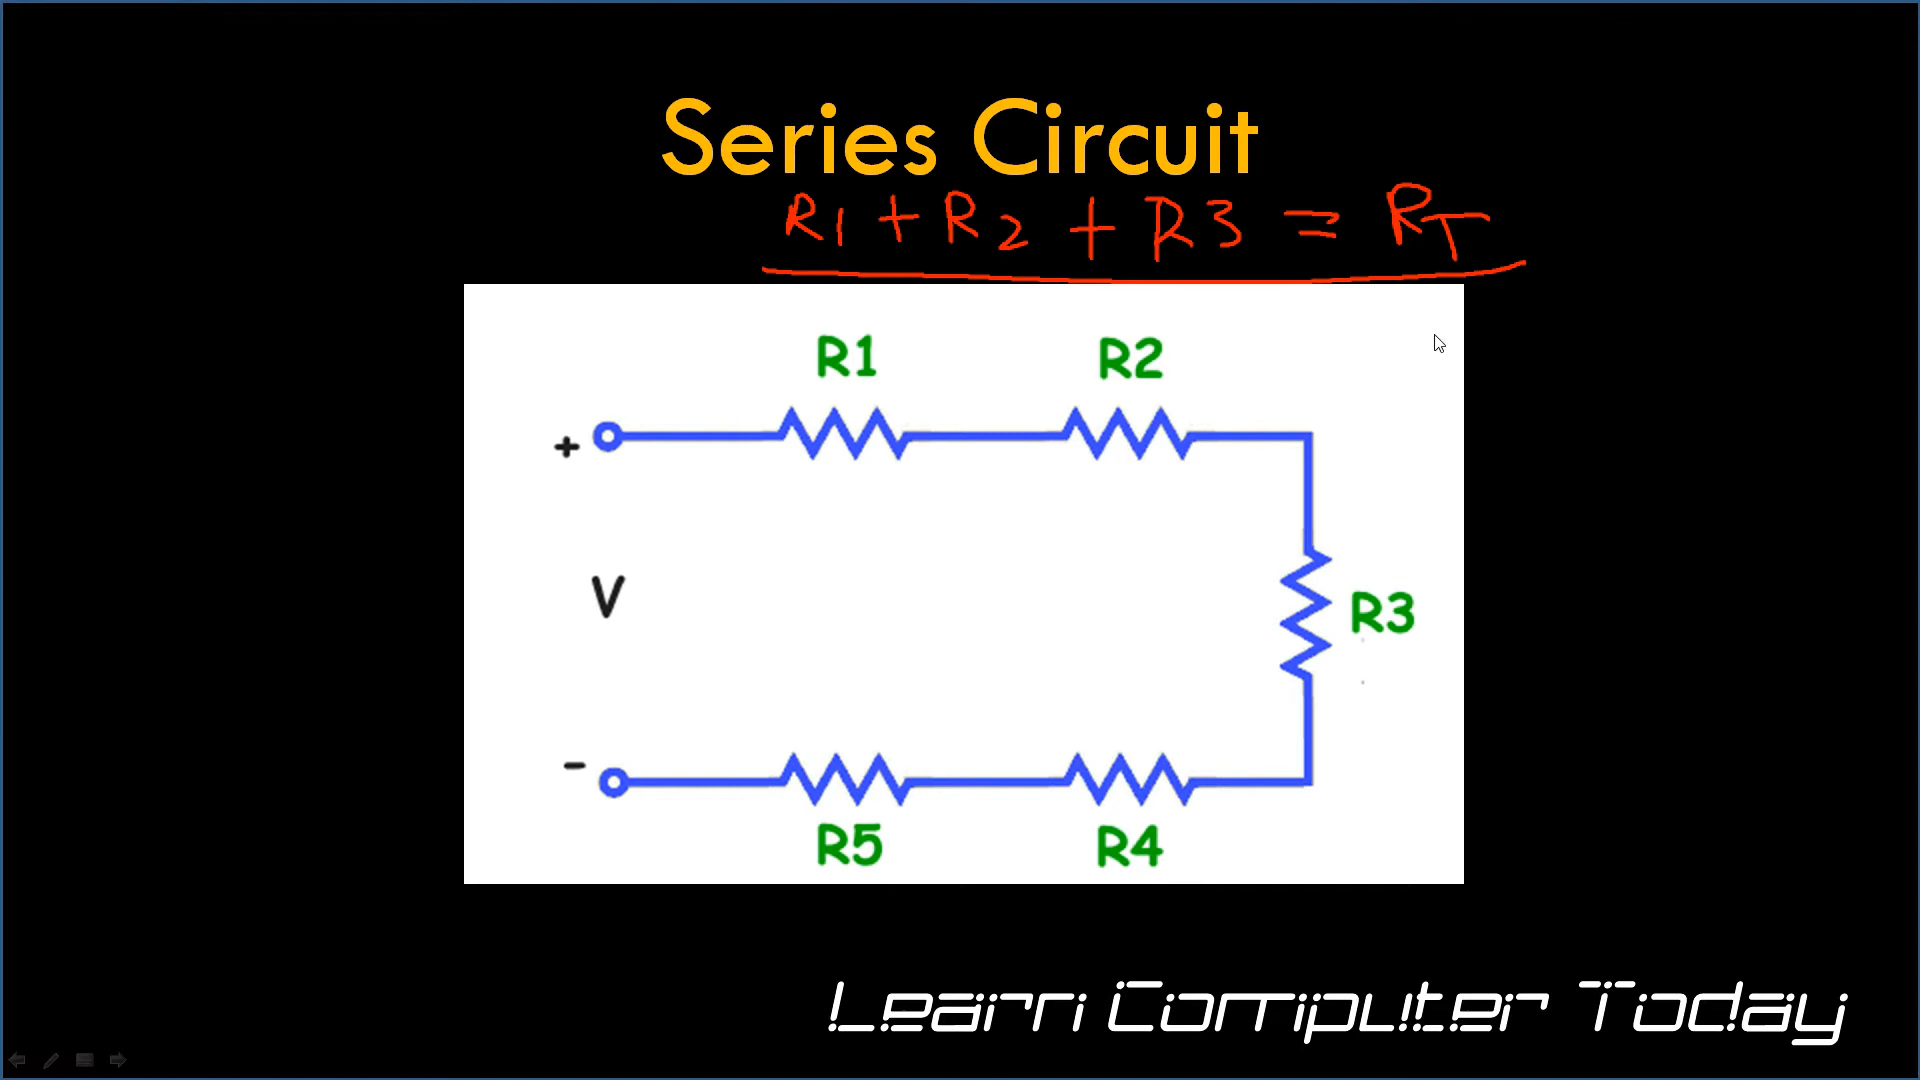 Series Circuit
R1 + R2 + R3 = RT
R1 R2
+
V
R3
-
R5 R4
Learn Computer Today